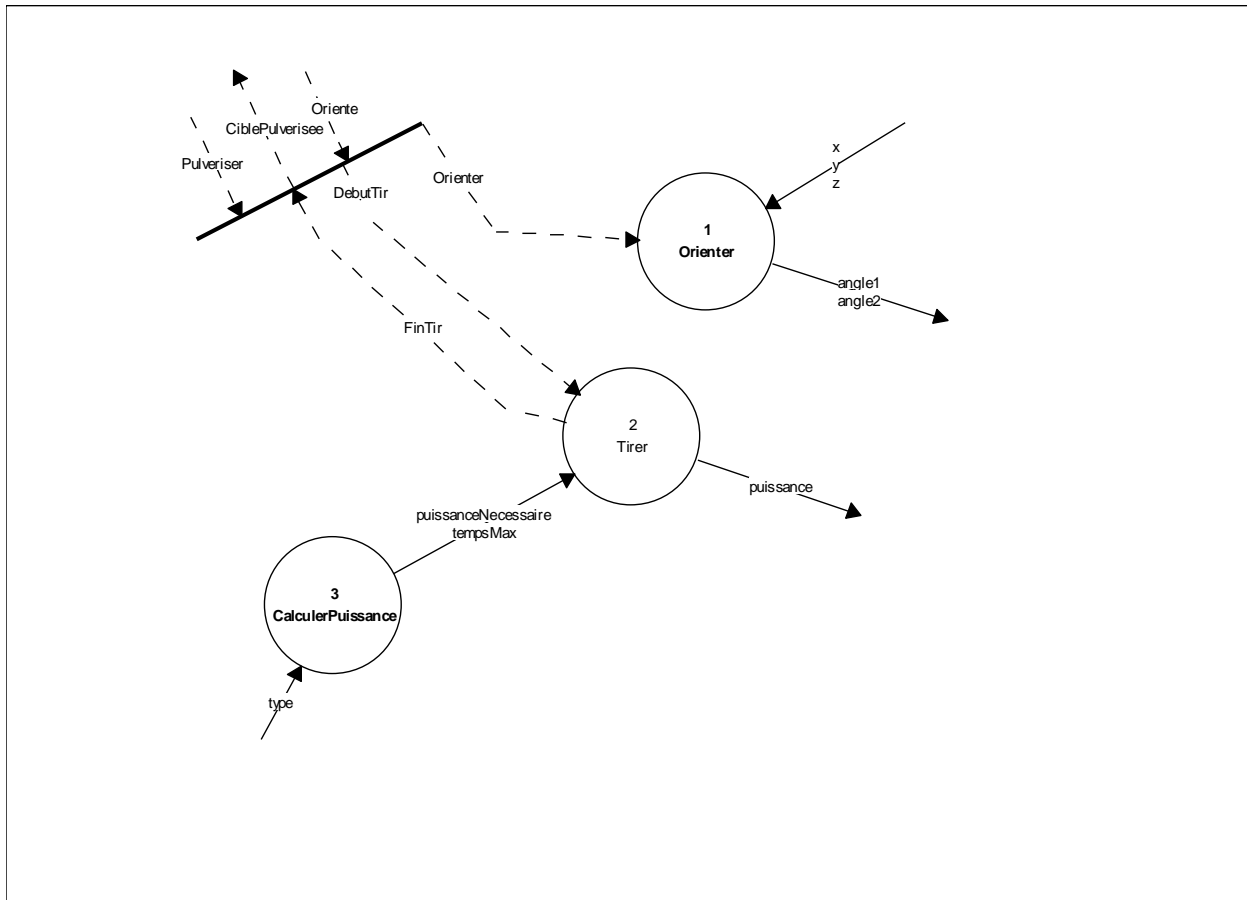 Oriente
CiblePulverisee
Pulveriser
x
y
z
Orienter
DebutTir
1
Orienter
angle1
angle2
FinTir
2
Tirer
puissance
puissanceNecessaire
tempsMax
3
CalculerPuissance
type